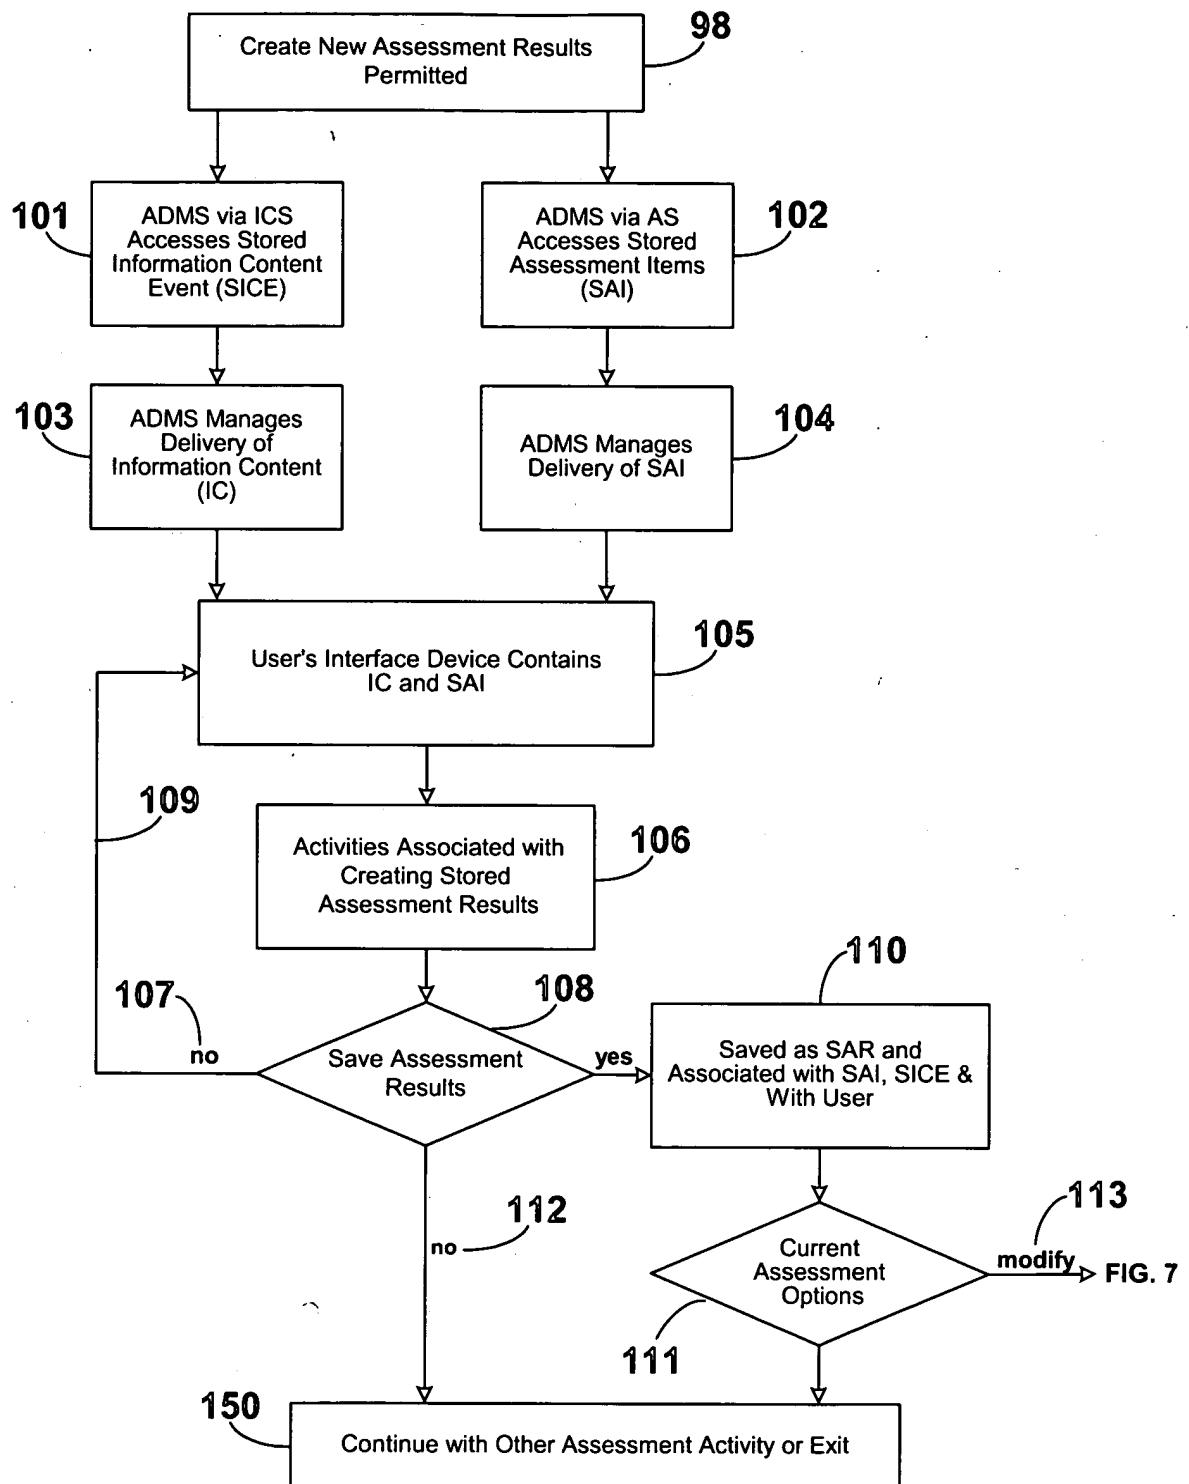 98
Create New Assessment Results
Permitted
101
ADMS via ICS
Accesses Stored
Information Content
Event (SICE)
102
ADMS via AS
Accesses Stored
Assessment Items
(SAI)
103
ADMS Manages
Delivery of
Information Content
(IC)
104
ADMS Manages
Delivery of SAI
105
User's Interface Device Contains
IC and SAI
109
106
Activities Associated with
Creating Stored
Assessment Results
107
no
108
Save Assessment
Results
yes
110
Saved as SAR and
Associated with SAI, SICE &
With User
112
no
113
Current
Assessment
Options
modify
FIG. 7
111
150
Continue with Other Assessment Activity or Exit